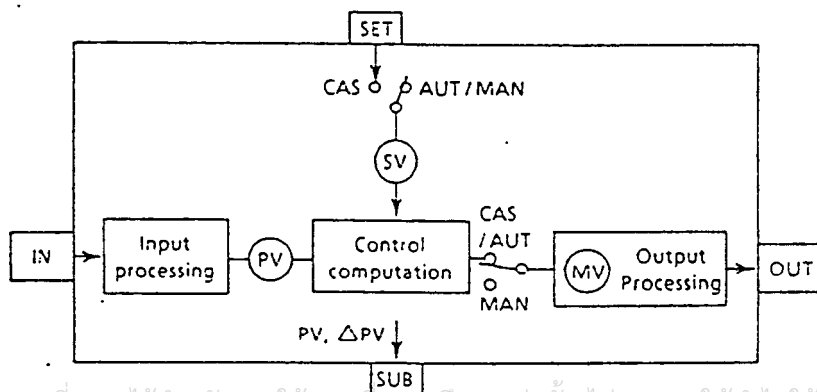 SET
CAS
AUT/MAN
SV
IN
Input
processing
PV
Control
computation
CAS
/AUT
MAN
MV
Output
Processing
OUT
PV, △PV
SUB